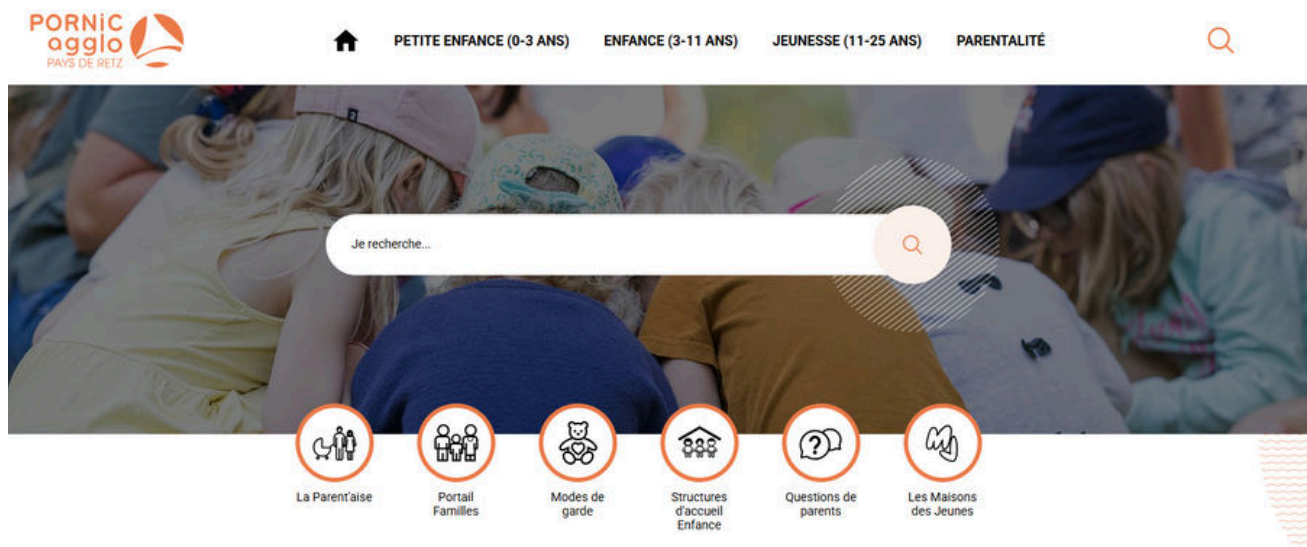 PORNIC
agglo
PAYS DE RETZ
PETITE ENFANCE (0-3 ANS) ENFANCE (3-11 ANS) JEUNESSE (11-25 ANS) PARENTALITÉ
Je recherche...
?
MJ
La Parent'aise
Portail
Familles
Modes de
garde
Structures
d'accueil
Enfance
Questions de
parents
Les Maisons
des Jeunes